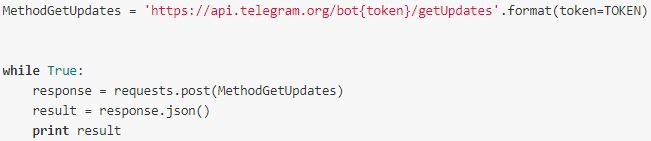 MethodGetUpdates = 'https://api.telegram.org/bot{token}/getUpdates'.format(token=TOKEN)
while True:
    response = requests.post(MethodGetUpdates)
    result = response.json()
    print result